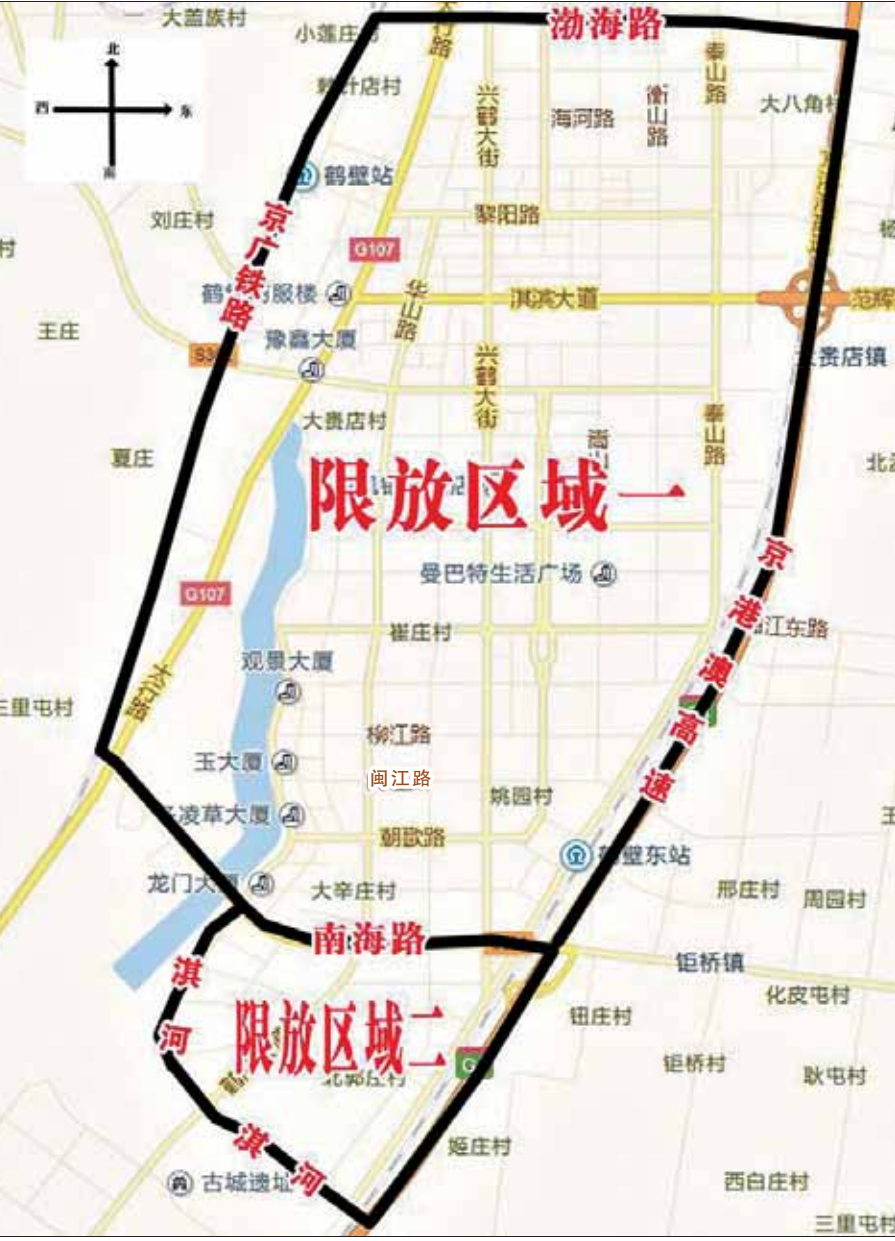 大盖族村
小莲庄村
渤海路
北
西
东
南
兴鹤大街
海河路
衡山路
泰山路
大八角村
鹤壁站
刘庄村
京广铁路
黎阳路
G107
华山路
淇滨大道
王庄
豫鑫大厦
兴鹤大街
大赉店村
夏庄
泰山路
限放区域一
曼巴特生活广场
京港澳高速
G107
崔庄村
江东路
观景大厦
太行路
三里屯村
柳江路
玉大厦
闽江路
姚园村
凌草大厦
朝歌路
鹤壁东站
龙门大厦
大辛庄村
邢庄村
周园村
南海路
钜桥镇
淇河
限放区域二
化皮屯村
钮庄村
北郭庄村
钜桥村
耿屯村
淇河
姬庄村
古城遗址
西白庄村
三里屯村